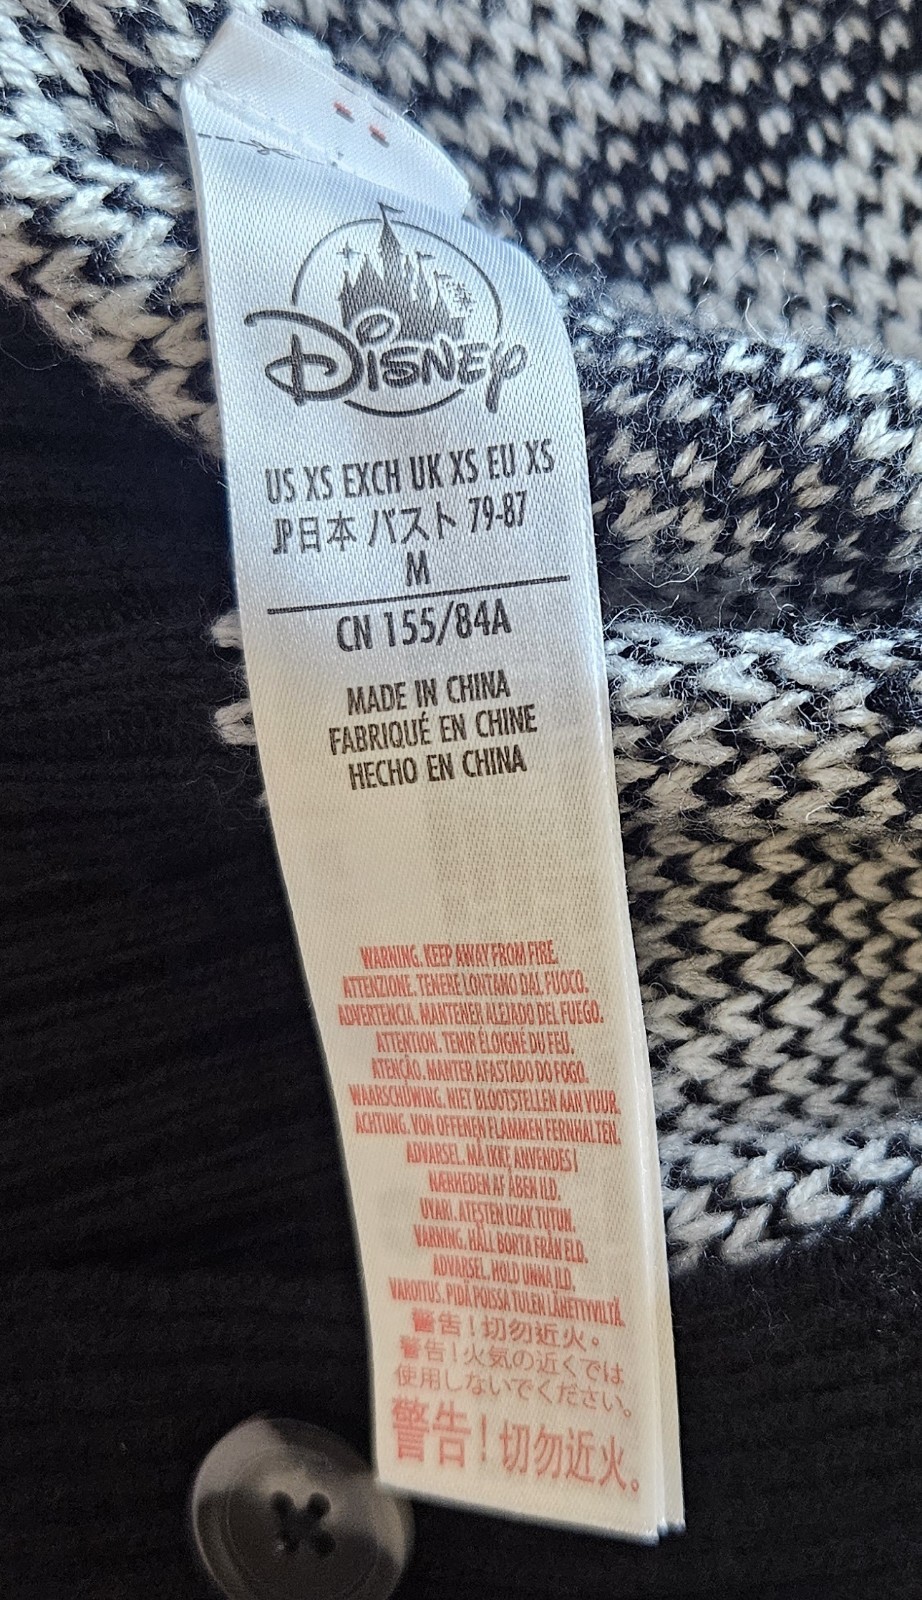 Disney
US XS EXCH UK XS EU XS
JP日本 バスト 79-87
M
CN 155/84A
MADE IN CHINA
FABRIQUÉ EN CHINE
HECHO EN CHINA
WARNING. KEEP AWAY FROM FIRE.
ATTENZIONE. TENERE LONTANO DAL FUOCO.
ADVERTENCIA. MANTENER ALEJADO DEL FUEGO.
ATTENTION. TENIR ÉLOIGNÉ DU FEU.
ATENÇÃO. MANTER AFASTADO DO FOGO.
WAARSCHUWING. NIET BLOOTSTELLEN AAN VUUR.
ACHTUNG. VON OFFENEN FLAMMEN FERNHALTEN.
ADVARSEL. MÅ IKKE ANVENDES I
NÆRHEDEN AF ÅBEN ILD.
UYARI. ATEŞTEN UZAK TUTUN.
VARNING. HÅLL BORTA FRÅN ELD.
ADVARSEL. HOLD UNNA ILD.
VAROITUS. PIDÄ POISSA TULEN LÄHETTYVILTÄ.
警告！切勿近火。
警告！火気の近くでは
使用しないでください。
警告！切勿近火。